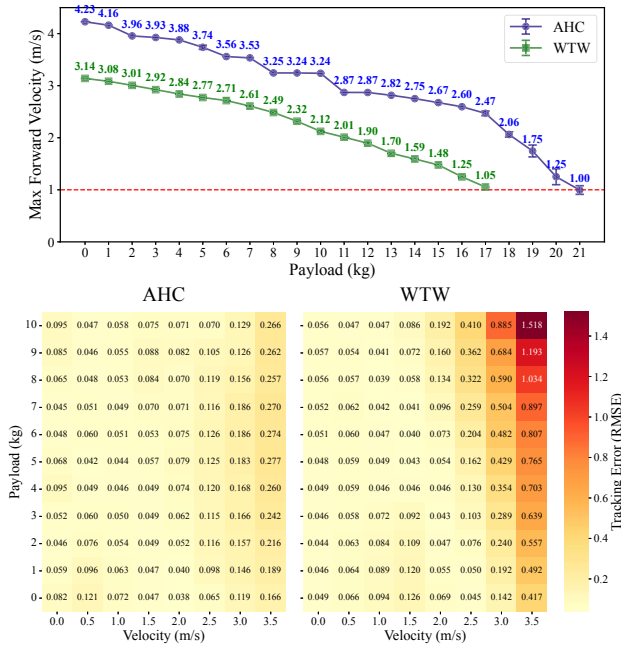 4.23 4.16 3.96 3.93 3.88 3.74 3.56 3.53 3.25 3.24 3.24 2.87 2.87 2.82 2.75 2.67 2.60 2.47 2.06 1.75 1.25 1.00
3.14 3.08 3.01 2.92 2.84 2.77 2.71 2.61 2.49 2.32 2.12 2.01 1.90 1.70 1.59 1.48 1.25 1.05
AHC
WTW
Max Forward Velocity (m/s)
4
3
2
1
0
0 1 2 3 4 5 6 7 8 9 10 11 12 13 14 15 16 17 18 19 20 21
Payload (kg)
AHC WTW
Payload (kg)
10 0.095 0.047 0.058 0.075 0.071 0.070 0.129 0.266 0.056 0.047 0.047 0.086 0.192 0.410 0.885 1.518
9 0.085 0.046 0.055 0.088 0.082 0.105 0.126 0.262 0.057 0.054 0.041 0.072 0.160 0.362 0.684 1.193
8 0.065 0.048 0.053 0.084 0.070 0.119 0.156 0.257 0.056 0.057 0.039 0.058 0.134 0.322 0.590 1.034
7 0.045 0.051 0.049 0.070 0.071 0.116 0.186 0.270 0.052 0.062 0.042 0.041 0.096 0.259 0.504 0.897
6 0.048 0.060 0.051 0.053 0.075 0.126 0.186 0.274 0.051 0.060 0.047 0.040 0.073 0.204 0.482 0.807
5 0.068 0.042 0.044 0.057 0.079 0.125 0.183 0.277 0.048 0.059 0.049 0.043 0.054 0.162 0.429 0.765
4 0.095 0.049 0.046 0.049 0.074 0.120 0.168 0.260 0.049 0.059 0.046 0.046 0.049 0.130 0.354 0.703
3 0.052 0.060 0.050 0.049 0.062 0.115 0.166 0.242 0.046 0.058 0.072 0.092 0.043 0.103 0.289 0.639
2 0.046 0.076 0.054 0.049 0.052 0.116 0.157 0.216 0.044 0.063 0.084 0.109 0.047 0.076 0.240 0.557
1 0.059 0.096 0.063 0.047 0.040 0.098 0.146 0.189 0.046 0.064 0.089 0.120 0.055 0.050 0.192 0.492
0 0.082 0.121 0.072 0.047 0.038 0.065 0.119 0.166 0.049 0.066 0.094 0.126 0.069 0.045 0.142 0.417
0.0 0.5 1.0 1.5 2.0 2.5 3.0 3.5 0.0 0.5 1.0 1.5 2.0 2.5 3.0 3.5
Velocity (m/s) Velocity (m/s)
1.4
1.2
1.0
0.8
0.6
0.4
0.2
Tracking Error (RMSE)